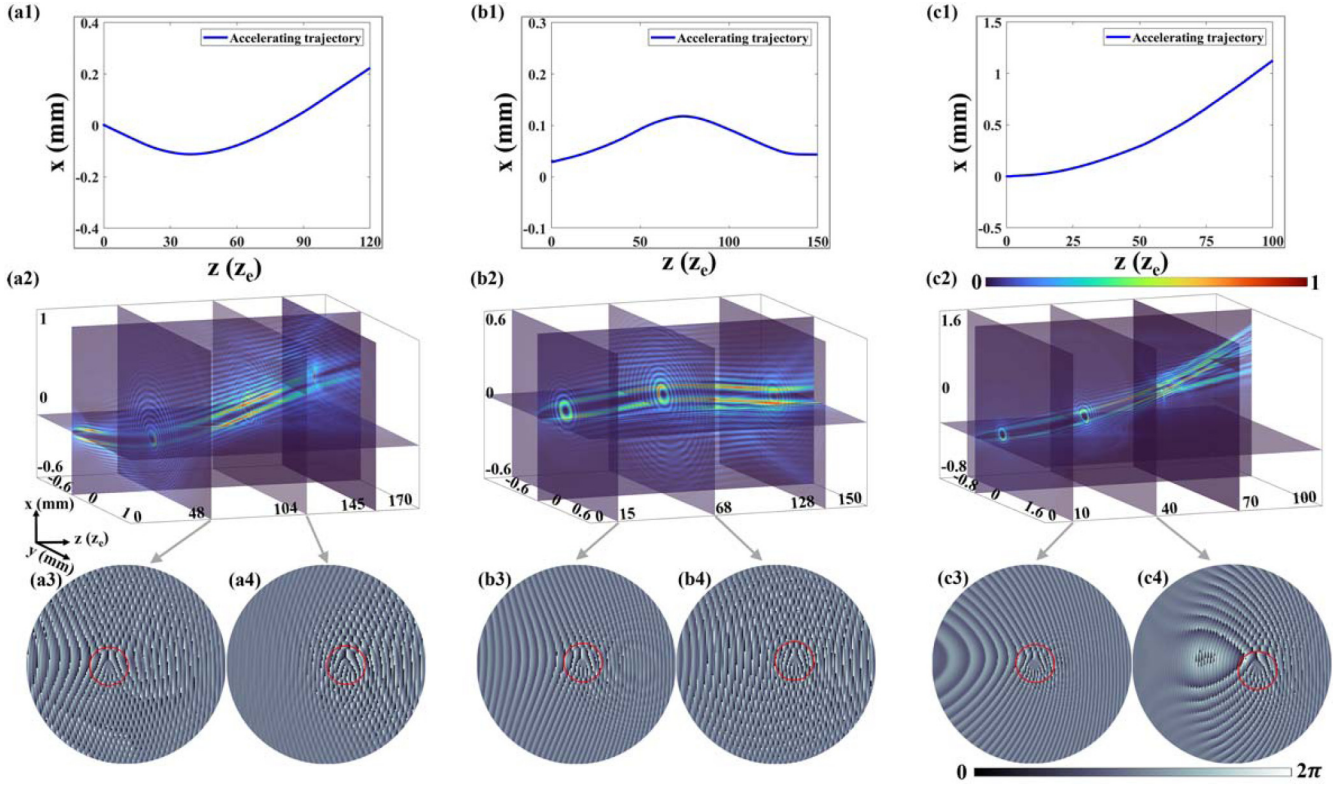 (a1)
0.4
0.2
0
-0.2
-0.4
x (mm)
Accelerating trajectory
0 30 60 90 120
z (ze)
(b1)
0.3
0.2
0.1
0
-0.1
x (mm)
Accelerating trajectory
0 50 100 150
z (ze)
(c1)
1.5
1
0.5
0
-0.5
x (mm)
Accelerating trajectory
0 25 50 75 100
z (ze)
(a2)
1
0
-0.6
-0.6
0
1
0 48 104 145 170
x (mm)
z (ze)
y (mm)
(b2)
0.6
0
-0.6
-0.6
0
0.6
0 15 68 128 150
(c2)
0 1
1.6
0
-0.8
-0.8
0
1.6
0 10 40 70 100
(a3)
(a4)
(b3)
(b4)
(c3)
(c4)
0 2π